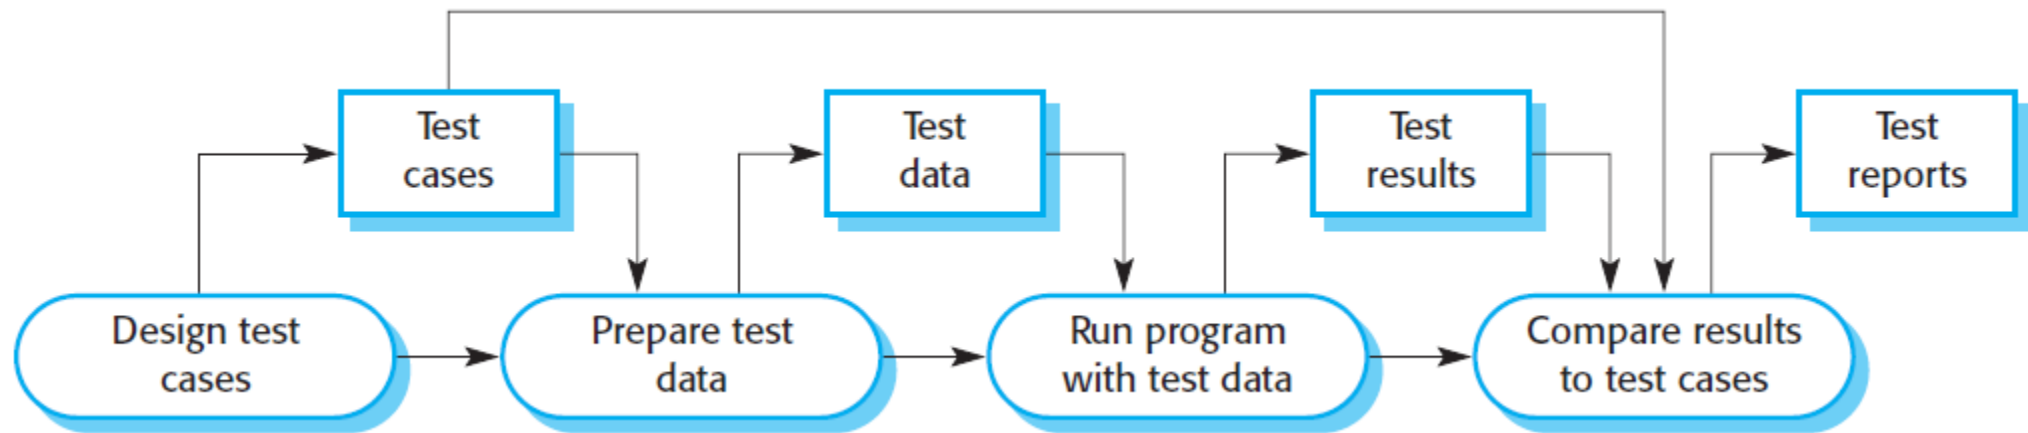 Test
cases
Test
data
Test
results
Test
reports
Design test
cases
Prepare test
data
Run program
with test data
Compare results
to test cases